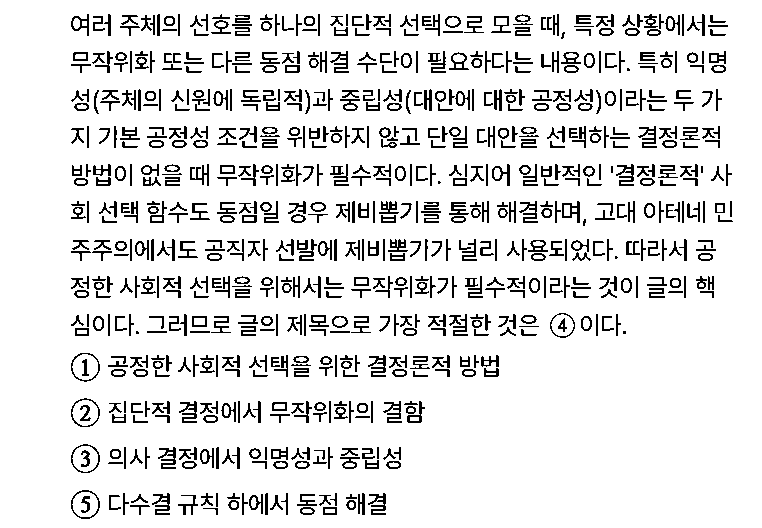 여러 주체의 선호를 하나의 집단적 선택으로 모을 때, 특정 상황에서는
무작위화 또는 다른 동점 해결 수단이 필요하다는 내용이다. 특히 익명
성(주체의 신원에 독립적)과 중립성(대안에 대한 공정성)이라는 두 가
지 기본 공정성 조건을 위반하지 않고 단일 대안을 선택하는 결정론적
방법이 없을 때 무작위화가 필수적이다. 심지어 일반적인 '결정론적' 사
회 선택 함수도 동점일 경우 제비뽑기를 통해 해결하며, 고대 아테네 민
주주의에서도 공직자 선발에 제비뽑기가 널리 사용되었다. 따라서 공
정한 사회적 선택을 위해서는 무작위화가 필수적이라는 것이 글의 핵
심이다. 그러므로 글의 제목으로 가장 적절한 것은 ④이다.
① 공정한 사회적 선택을 위한 결정론적 방법
② 집단적 결정에서 무작위화의 결함
③ 의사 결정에서 익명성과 중립성
⑤ 다수결 규칙 하에서 동점 해결